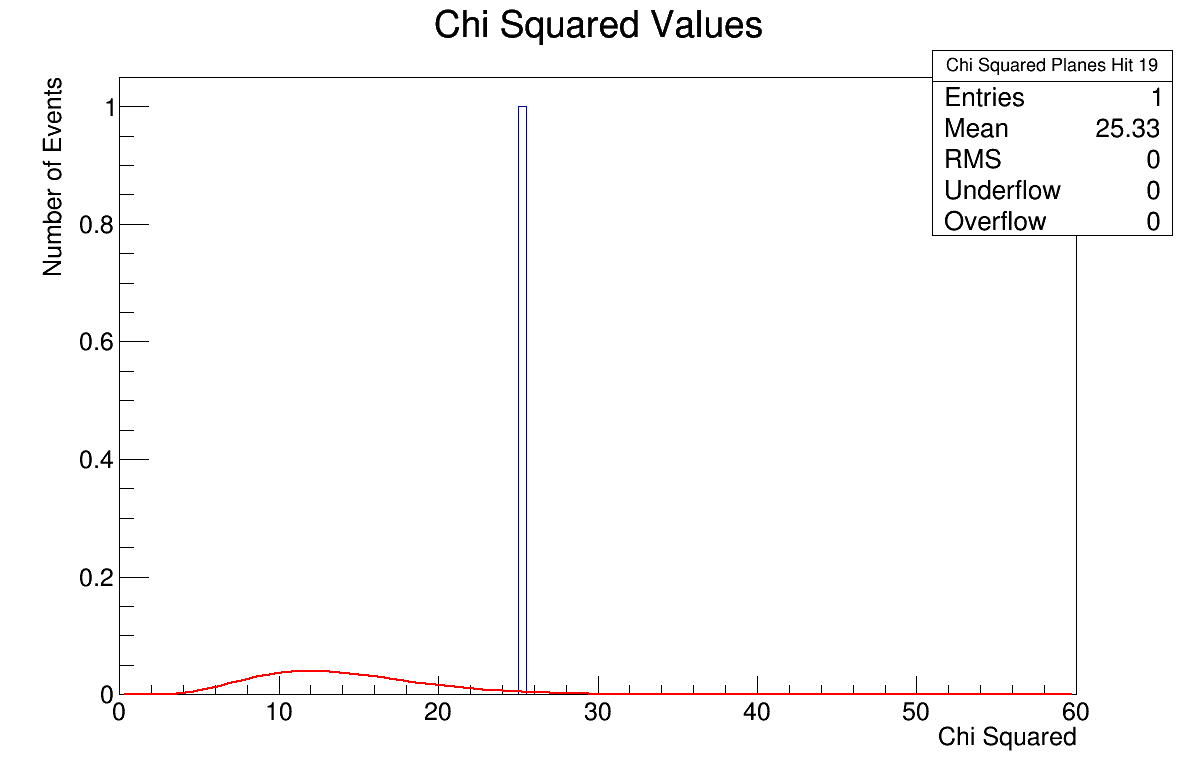 Chi Squared Values
Chi Squared Planes Hit 19
Entries 1
Mean 25.33
RMS 0
Underflow 0
Overflow 0
Number of Events
1
0.8
0.6
0.4
0.2
0
0 10 20 30 40 50 60
Chi Squared